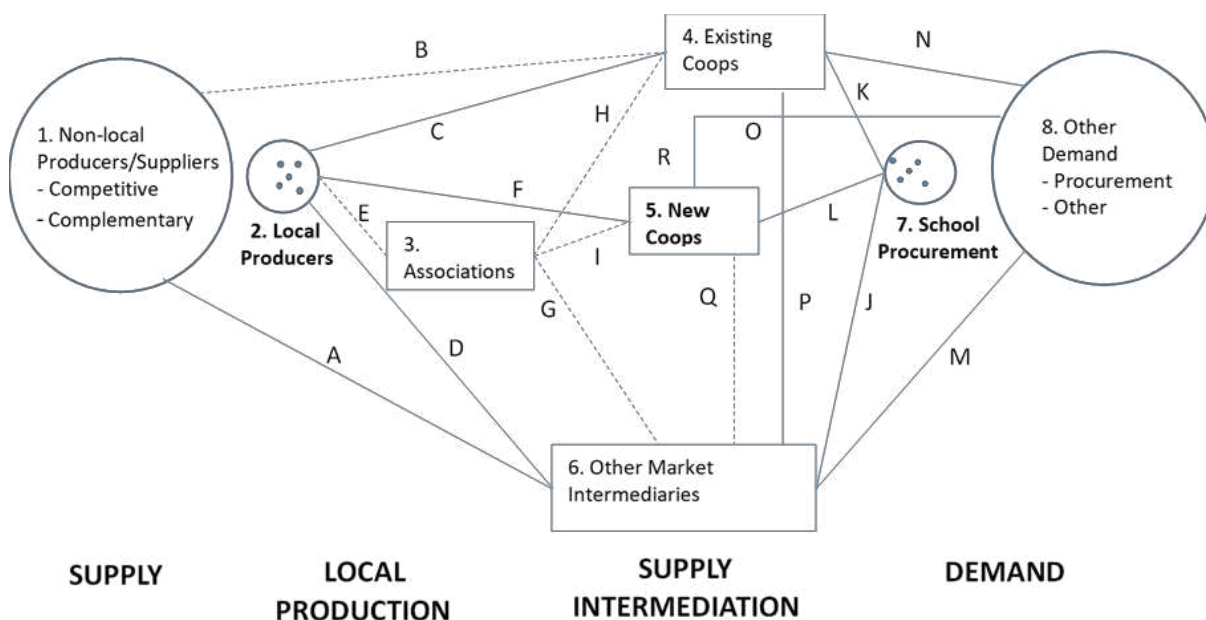 B
4. Existing
Coops
N
K
H
C
1. Non-local
Producers/Suppliers
- Competitive
- Complementary
O
R
8. Other
Demand
- Procurement
- Other
F
E
2. Local
Producers
3.
Associations
I
5. New
Coops
L
7. School
Procurement
G
Q
P
J
A
D
M
6. Other Market
Intermediaries
SUPPLY
LOCAL
PRODUCTION
SUPPLY
INTERMEDIATION
DEMAND